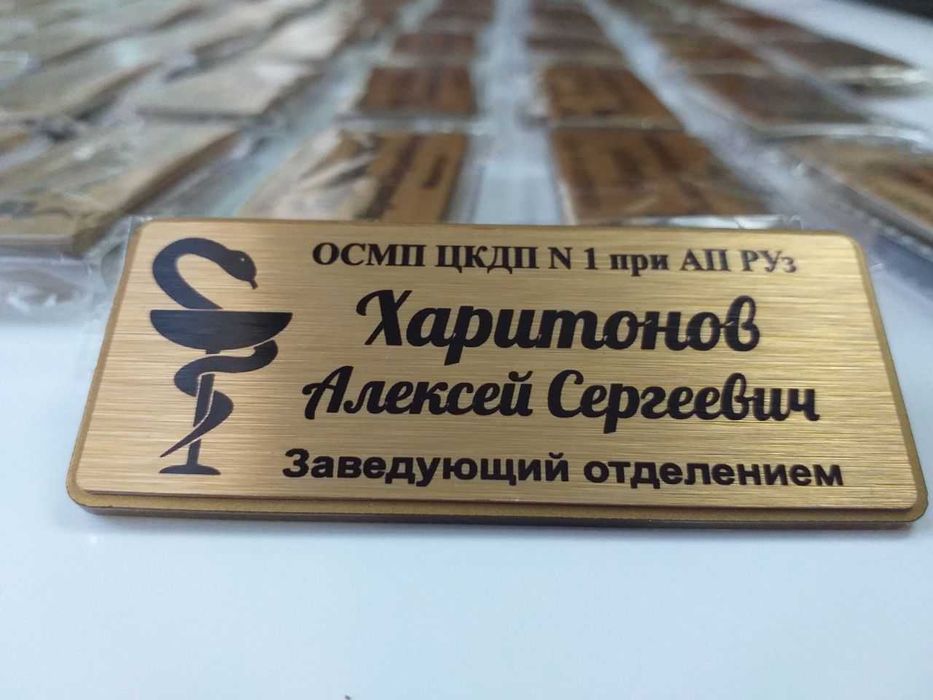 ОСМП ЦКДП N 1 при АП РУз
Харитонов
Алексей Сергеевич
Заведующий отделением